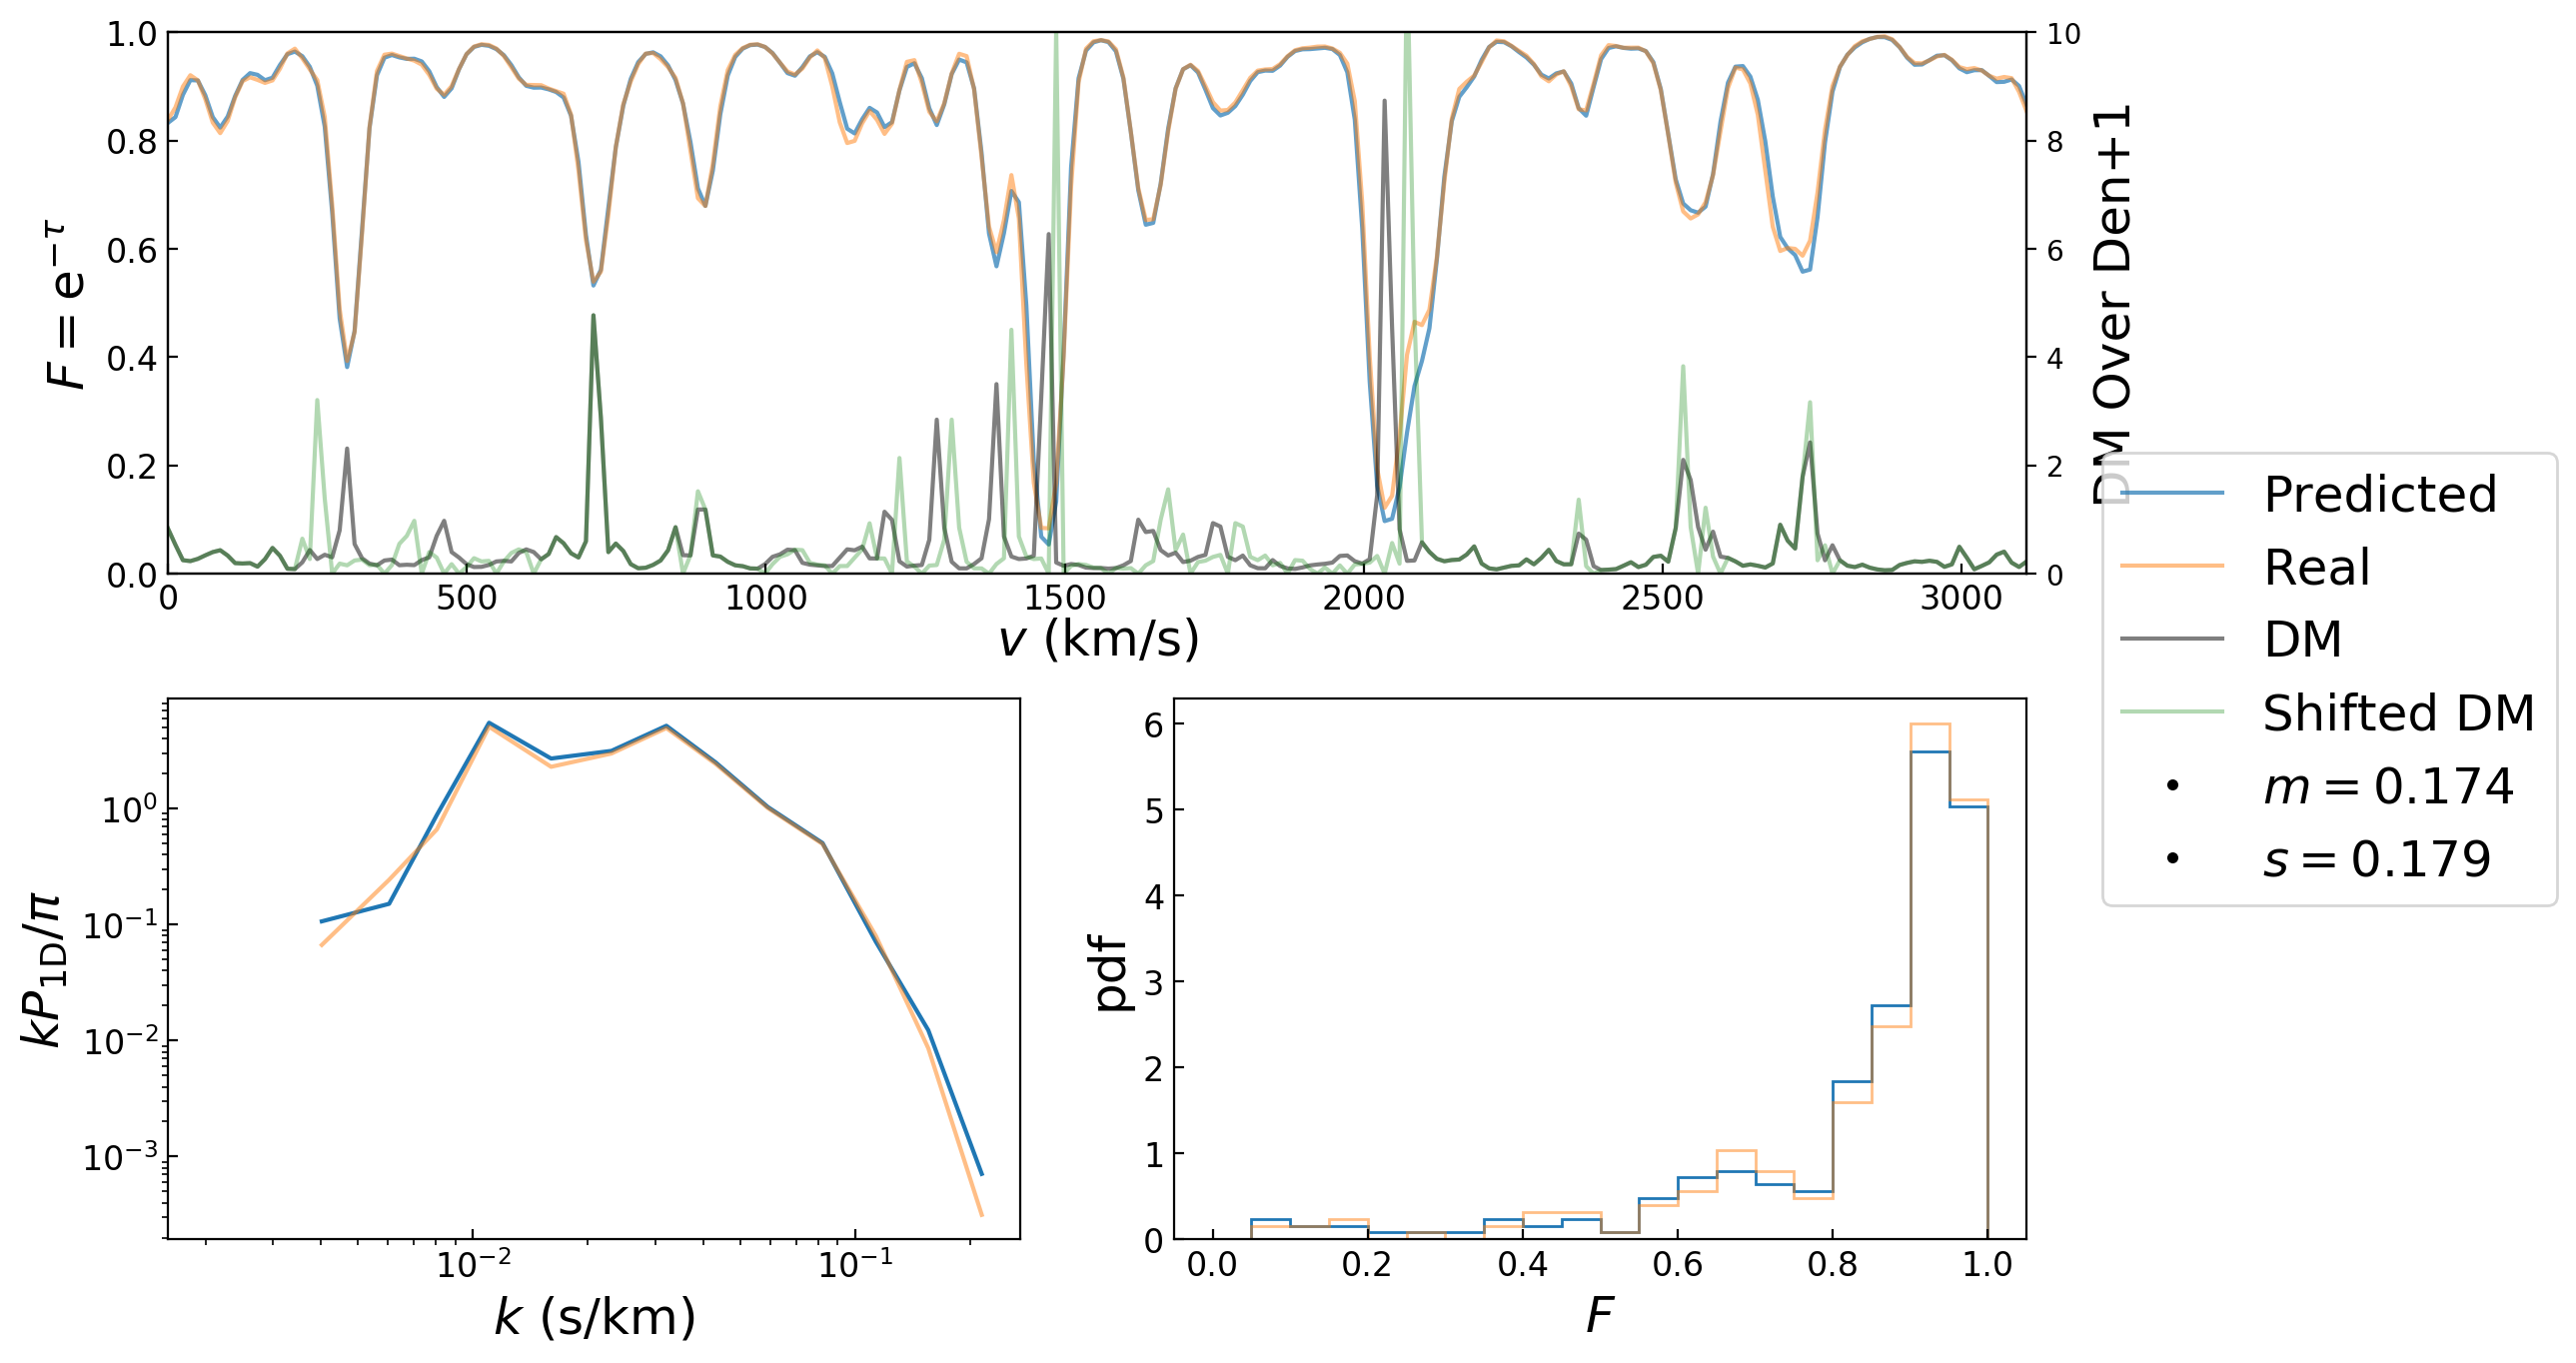 1.0
0.8
0.6
0.4
0.2
0.0
F = e^{−τ}
10
8
6
4
2
0
DM Over Den+1
0 500 1000 1500 2000 2500 3000
v (km/s)
Predicted
Real
DM
Shifted DM
m = 0.174
s = 0.179
10^0
10^{−1}
10^{−2}
10^{−3}
kP_{1D}/π
10^{−2} 10^{−1}
k (s/km)
6
5
4
3
2
1
0
pdf
0.0 0.2 0.4 0.6 0.8 1.0
F